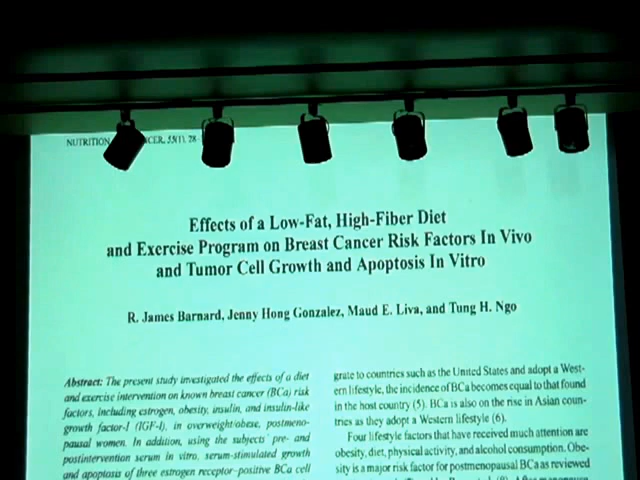 NUTRITION CER, 55(1), 28
Effects of a Low-Fat, High-Fiber Diet
and Exercise Program on Breast Cancer Risk Factors In Vivo
and Tumor Cell Growth and Apoptosis In Vitro
R. James Barnard, Jenny Hong Gonzalez, Maud E. Liva, and Tung H. Ngo
Abstract: The present study investigated the effects of a diet
and exercise intervention on known breast cancer (BCa) risk
factors, including estrogen, obesity, insulin, and insulin-like
growth factor-I (IGF-I), in overweight/obese, postmeno-
pausal women. In addition, using the subjects' pre- and
postintervention serum in vitro, serum-stimulated growth
and apoptosis of three estrogen receptor-positive BCa cell
grate to countries such as the United States and adopt a West-
ern lifestyle, the incidence of BCa becomes equal to that found
in the host country (5). BCa is also on the rise in Asian coun-
tries as they adopt a Western lifestyle (6).
Four lifestyle factors that have received much attention are
obesity, diet, physical activity, and alcohol consumption. Obe-
sity is a major risk factor for postmenopausal BCa as reviewed